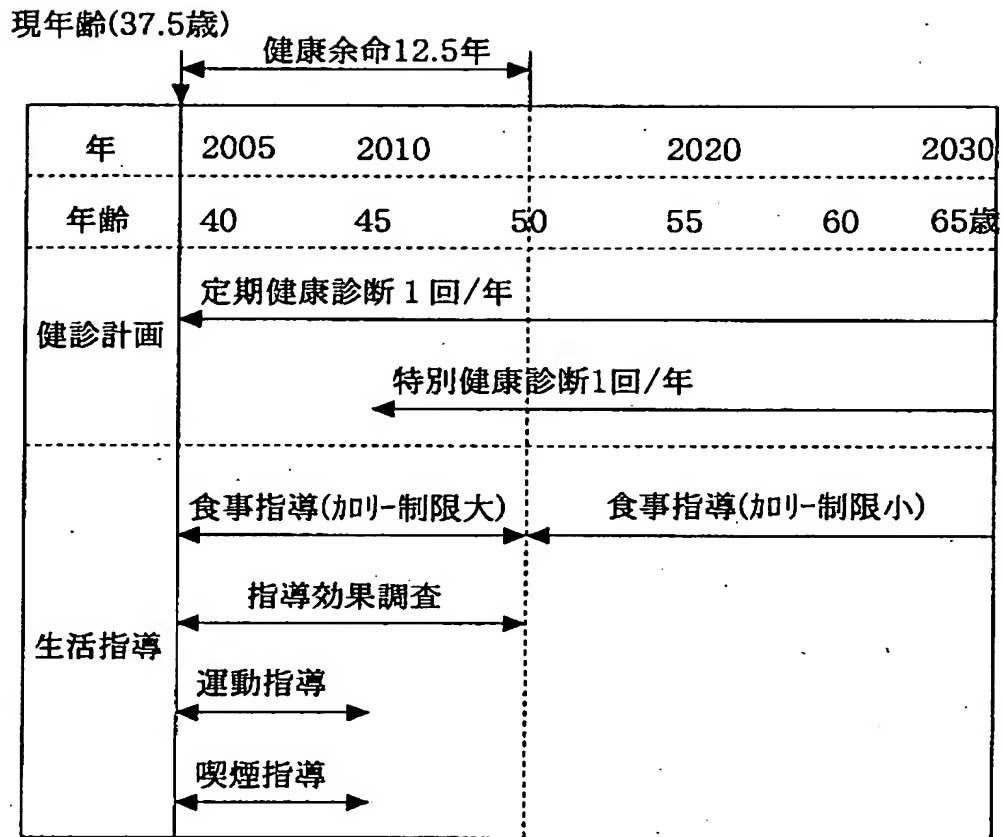 現年齢(37.5歳)
健康余命12.5年
年 2005 2010 2020 2030
年齢 40 45 50 55 60 65歳
定期健康診断1回/年
健診計画
特別健康診断1回/年
食事指導(ｶﾛﾘｰ制限大) 食事指導(ｶﾛﾘｰ制限小)
指導効果調査
生活指導
運動指導
喫煙指導